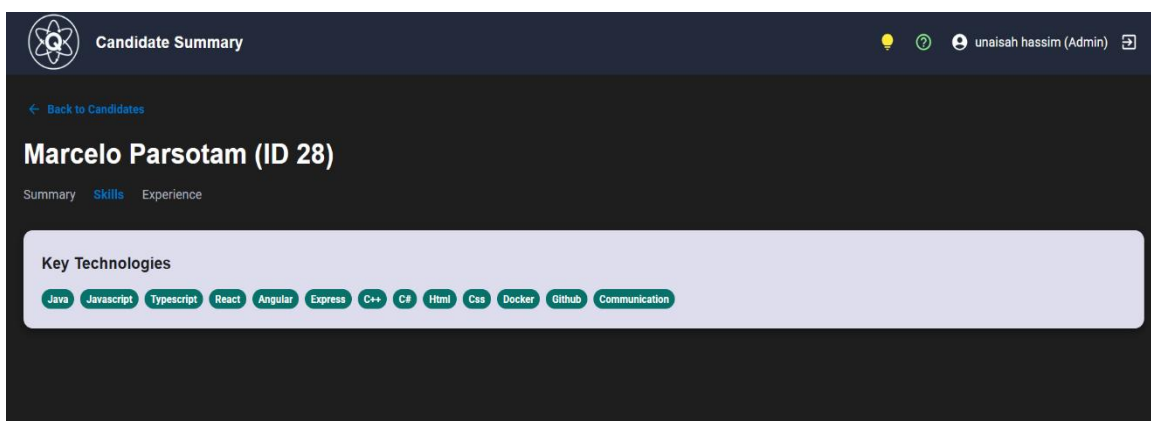 Q Candidate Summary unaisah hassim (Admin)
← Back to Candidates
Marcelo Parsotam (ID 28)
Summary Skills Experience
Key Technologies
Java Javascript Typescript React Angular Express C++ C# Html Css Docker Github Communication